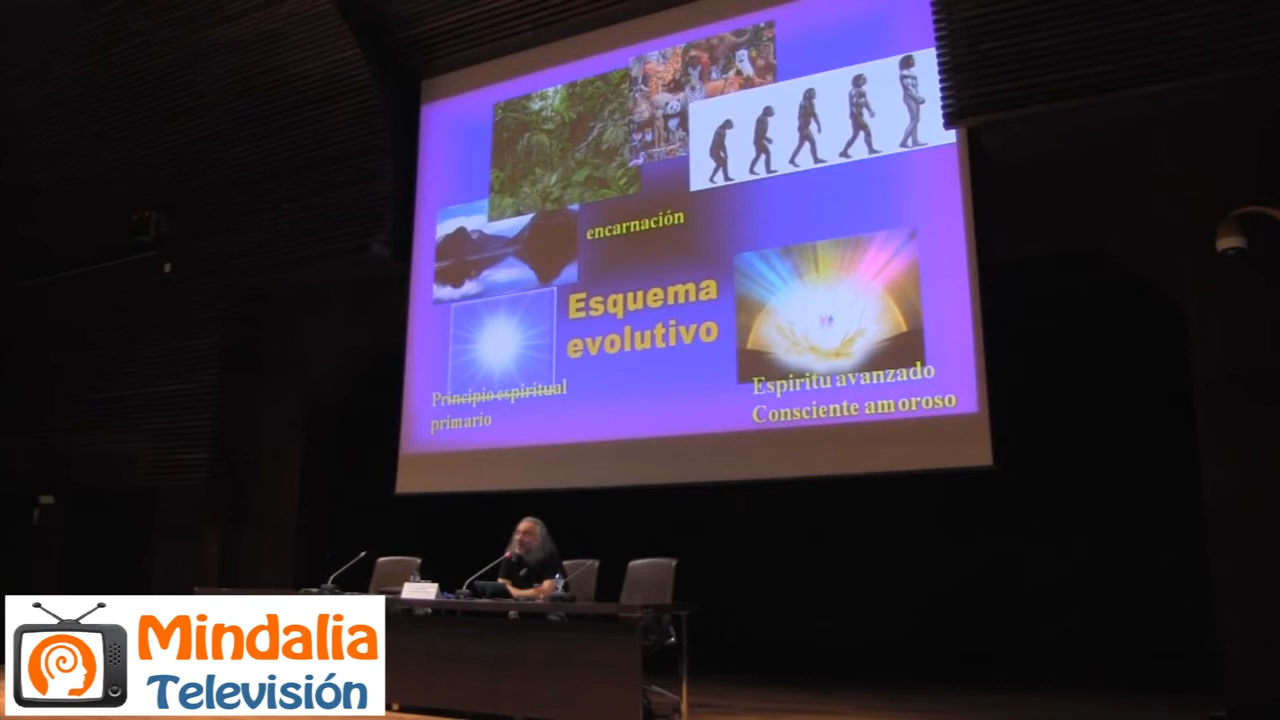 encarnación
Esquema
evolutivo
Principio espiritual
primario
Espiritu avanzado
Consciente amoroso
Mindalia
Televisión